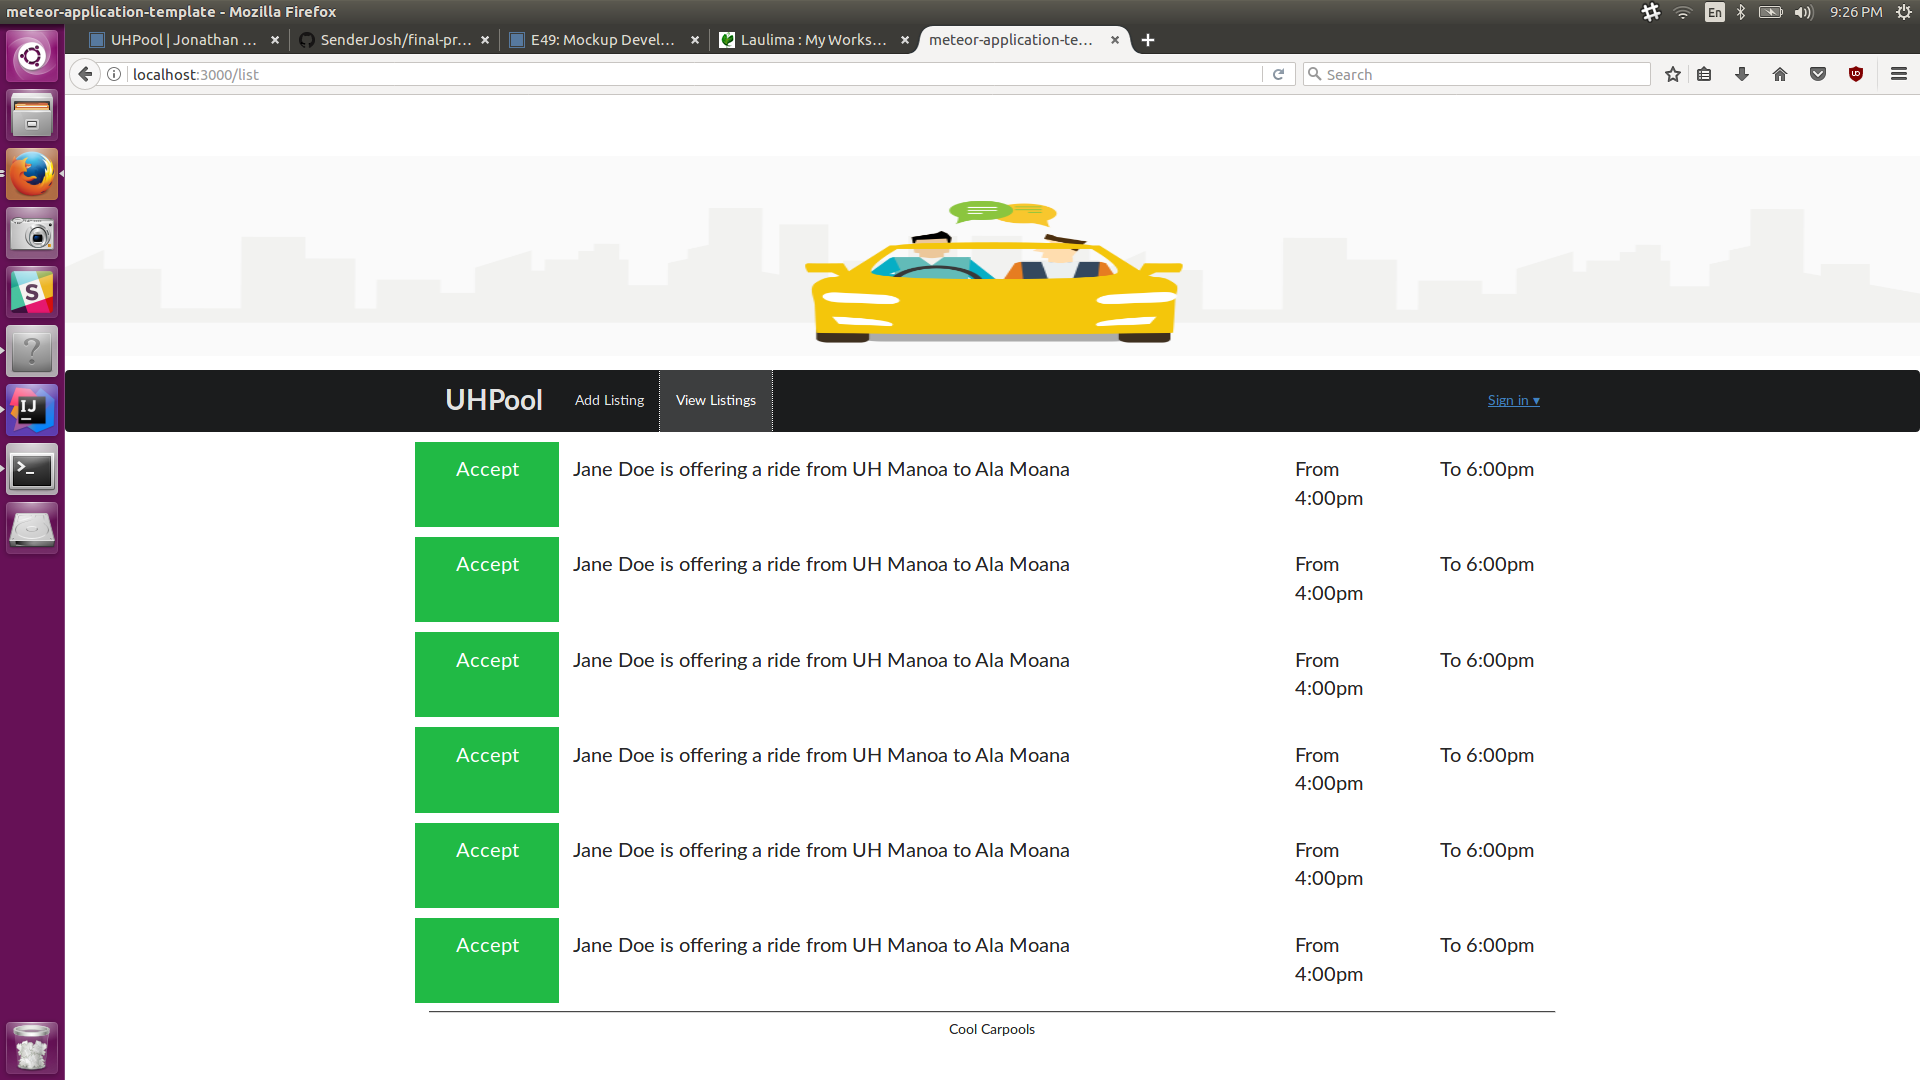 meteor-application-template - Mozilla Firefox
En
9:26 PM
UHPool | Jonathan ...
SenderJosh/final-pr...
E49: Mockup Devel...
Laulima : My Works...
meteor-application-te...
localhost:3000/list
Search
UHPool
Add Listing
View Listings
Sign in ▾
Accept
Jane Doe is offering a ride from UH Manoa to Ala Moana
From 4:00pm
To 6:00pm
Accept
Jane Doe is offering a ride from UH Manoa to Ala Moana
From 4:00pm
To 6:00pm
Accept
Jane Doe is offering a ride from UH Manoa to Ala Moana
From 4:00pm
To 6:00pm
Accept
Jane Doe is offering a ride from UH Manoa to Ala Moana
From 4:00pm
To 6:00pm
Accept
Jane Doe is offering a ride from UH Manoa to Ala Moana
From 4:00pm
To 6:00pm
Accept
Jane Doe is offering a ride from UH Manoa to Ala Moana
From 4:00pm
To 6:00pm
Cool Carpools
S
?
IJ
>_